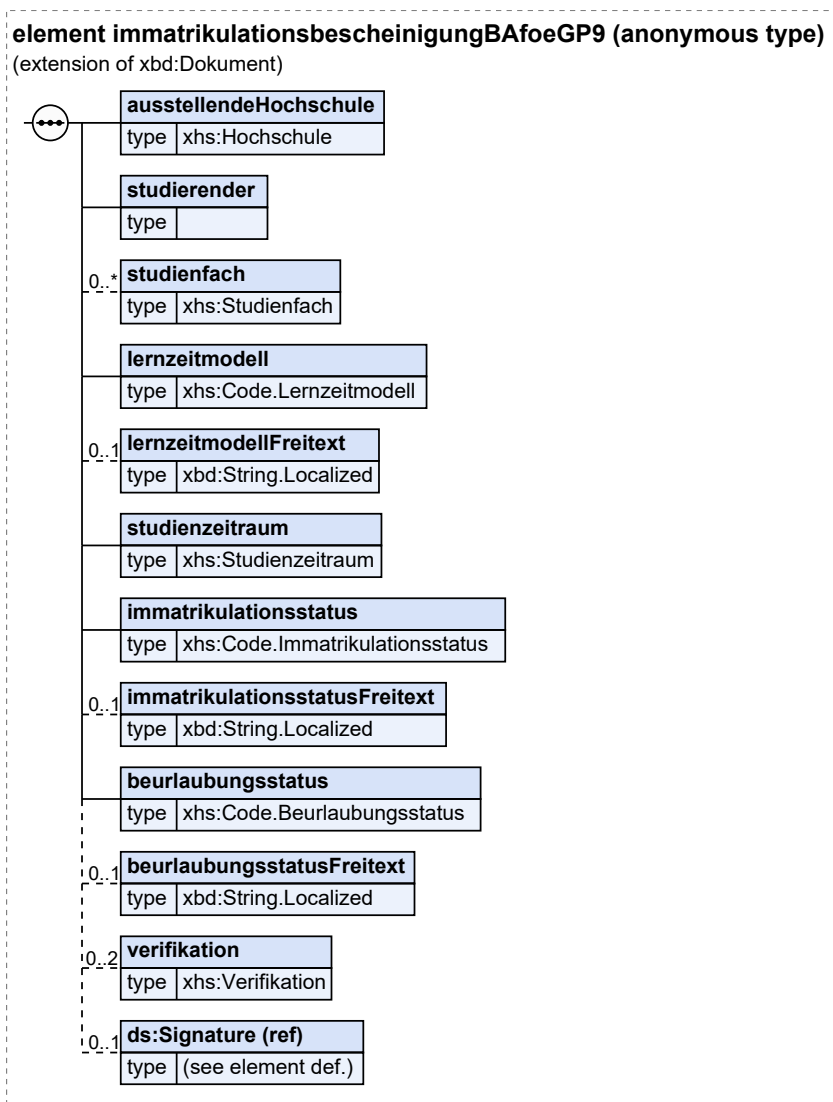 element immatrikulationsbescheinigungBAfoeGP9 (anonymous type)
(extension of xbd:Dokument)
ausstellendeHochschule
type xhs:Hochschule
studierender
type
0..* studienfach
type xhs:Studienfach
lernzeitmodell
type xhs:Code.Lernzeitmodell
0..1 lernzeitmodellFreitext
type xbd:String.Localized
studienzeitraum
type xhs:Studienzeitraum
immatrikulationsstatus
type xhs:Code.Immatrikulationsstatus
0..1 immatrikulationsstatusFreitext
type xbd:String.Localized
beurlaubungsstatus
type xhs:Code.Beurlaubungsstatus
0..1 beurlaubungsstatusFreitext
type xbd:String.Localized
0..2 verifikation
type xhs:Verifikation
0..1 ds:Signature (ref)
type (see element def.)